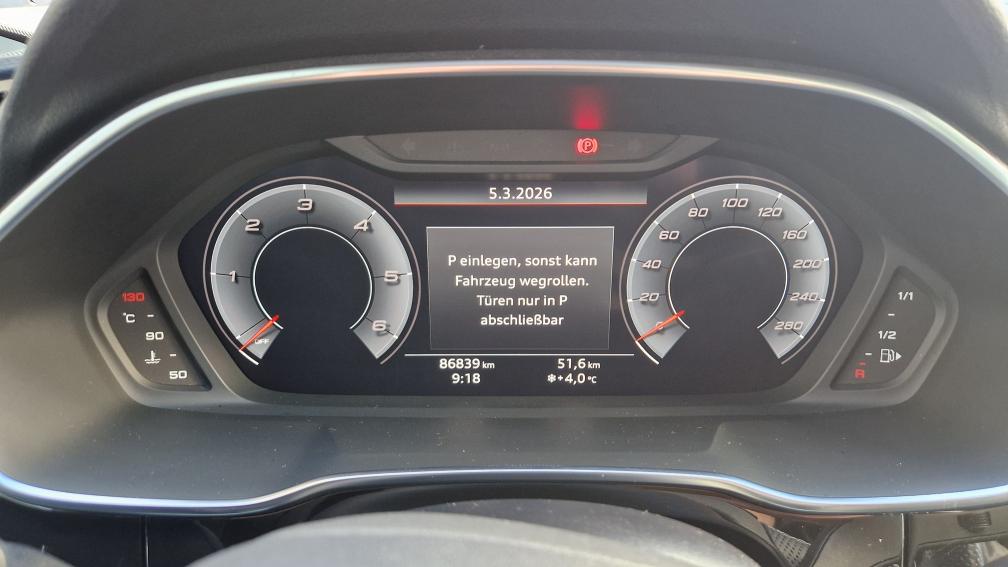 P
5.3.2026
1
2
3
4
5
6
OFF
P einlegen, sonst kann
Fahrzeug wegrollen.
Türen nur in P
abschließbar
20
40
60
80
100
120
160
200
240
280
130
°C
90
50
1/1
1/2
R
86839 km
51,6 km
9:18
+4,0 °C